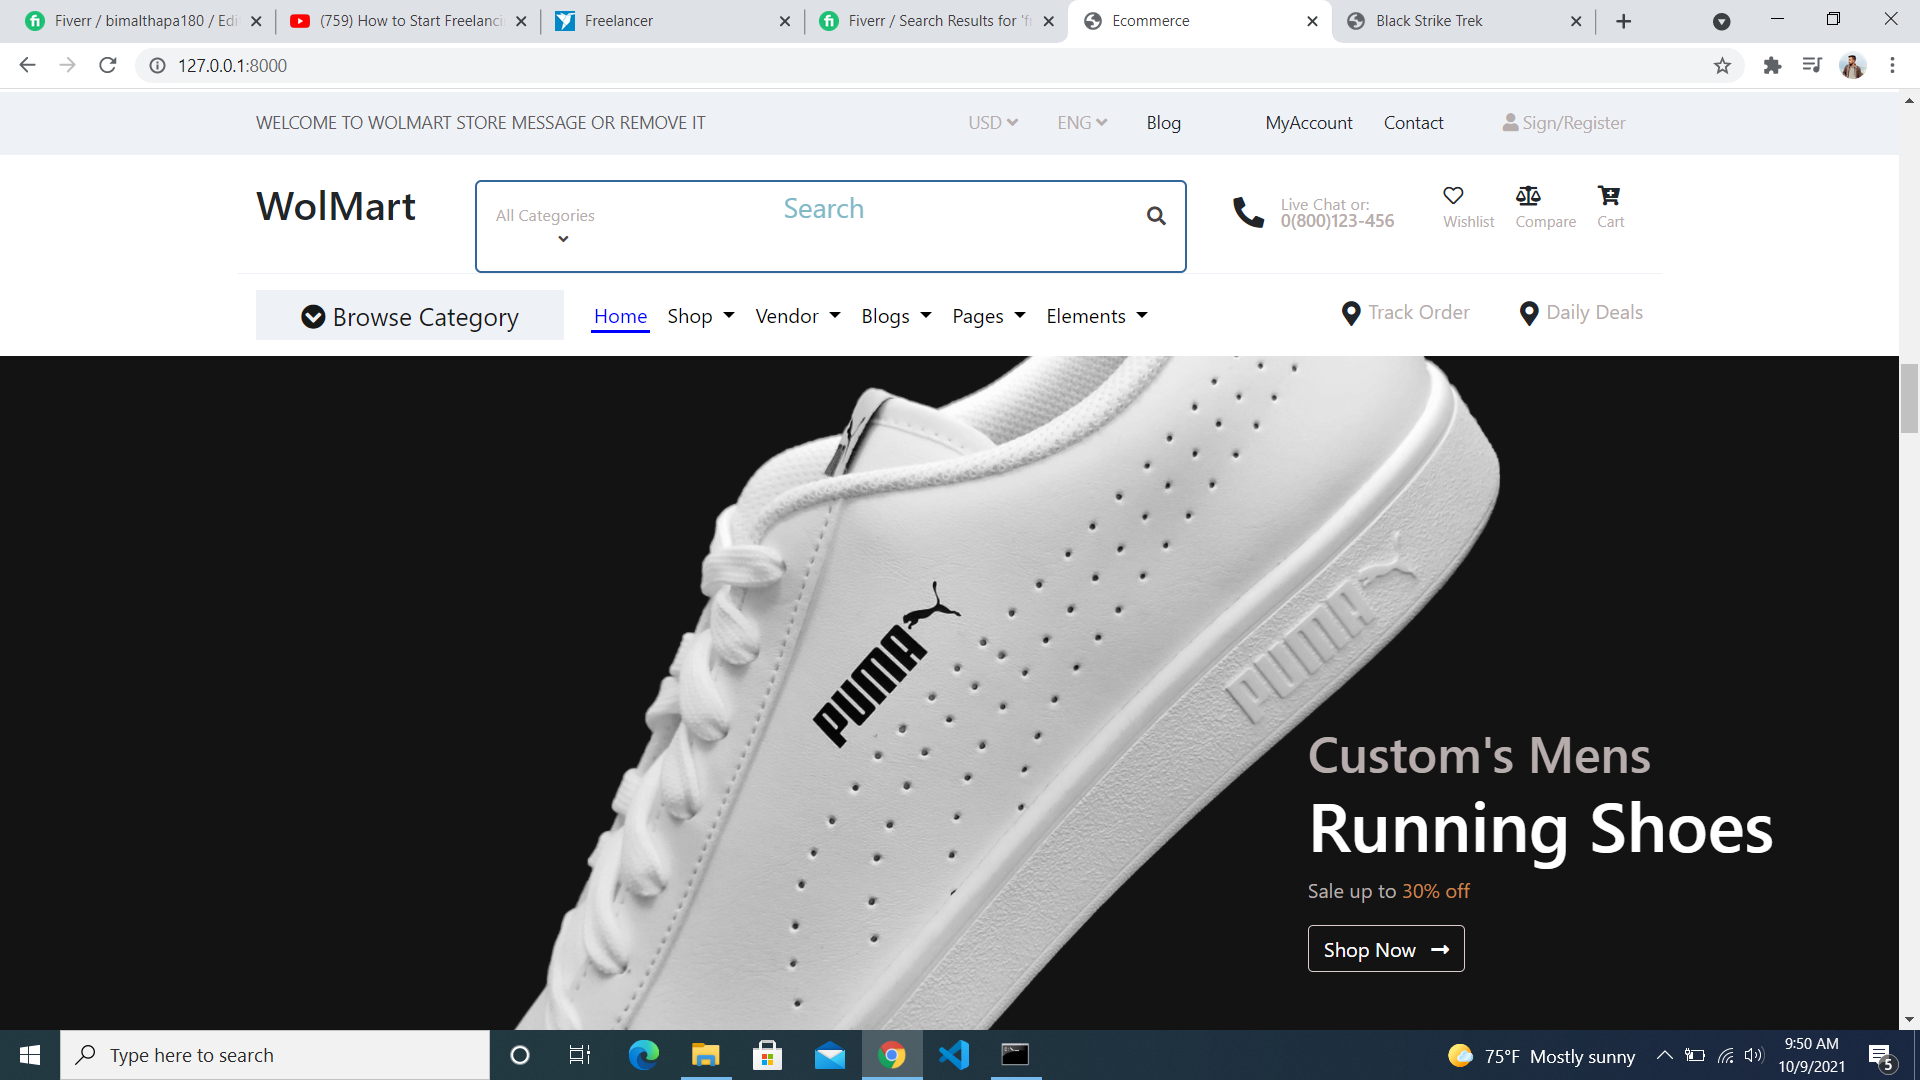 Fiverr / bimalthapa180 / Edi
(759) How to Start Freelancin
Freelancer
Fiverr / Search Results for 'fr
Ecommerce
Black Strike Trek
127.0.0.1:8000
WELCOME TO WOLMART STORE MESSAGE OR REMOVE IT
USD
ENG
Blog
MyAccount
Contact
Sign/Register
WolMart
All Categories
Search
Live Chat or:
0(800)123-456
Wishlist
Compare
Cart
Browse Category
Home
Shop
Vendor
Blogs
Pages
Elements
Track Order
Daily Deals
PUMA
PUMA
Custom's Mens
Running Shoes
Sale up to 30% off
Shop Now
Type here to search
75°F Mostly sunny
9:50 AM
10/9/2021
5